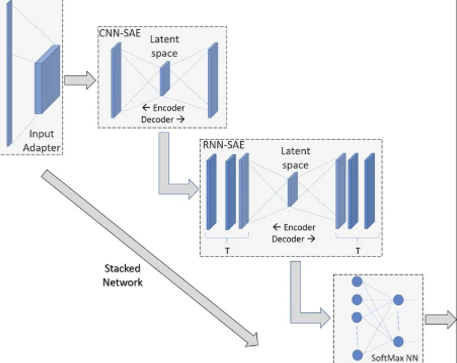 CNN-SAE
Latent
space
← Encoder
Decoder →
Input
Adapter
RNN-SAE
Latent
space
← Encoder
Decoder →
T
T
Stacked
Network
SoftMax NN